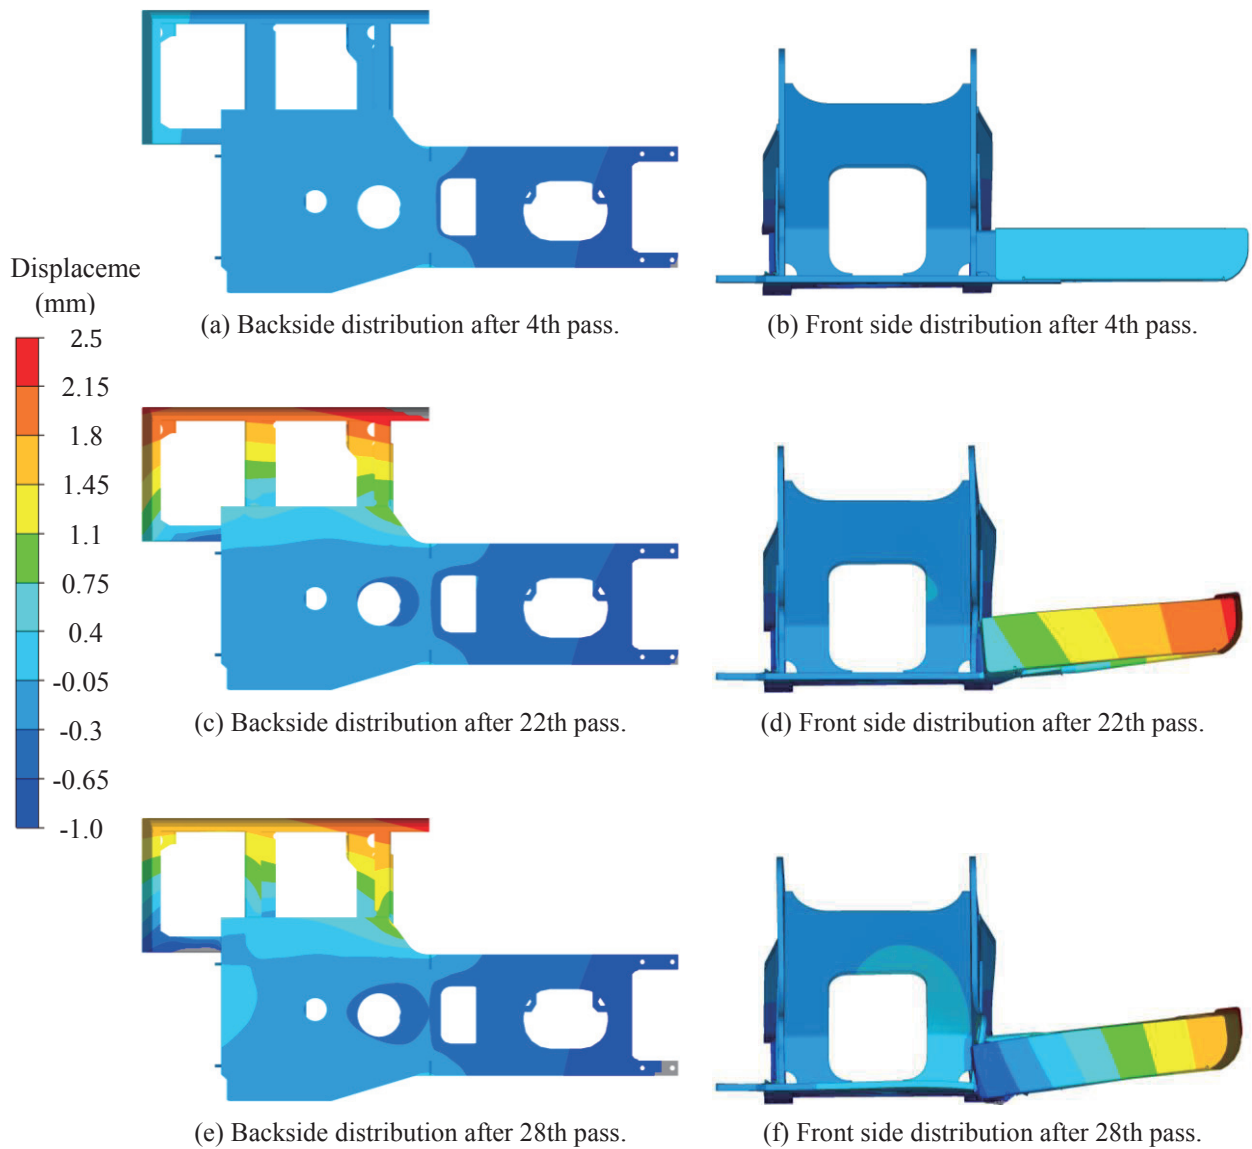 (a) Backside distribution after 4th pass.
(b) Front side distribution after 4th pass.
Displaceme
(mm)
2.5
2.15
1.8
1.45
1.1
0.75
0.4
-0.05
-0.3
-0.65
-1.0
(c) Backside distribution after 22th pass.
(d) Front side distribution after 22th pass.
(e) Backside distribution after 28th pass.
(f) Front side distribution after 28th pass.